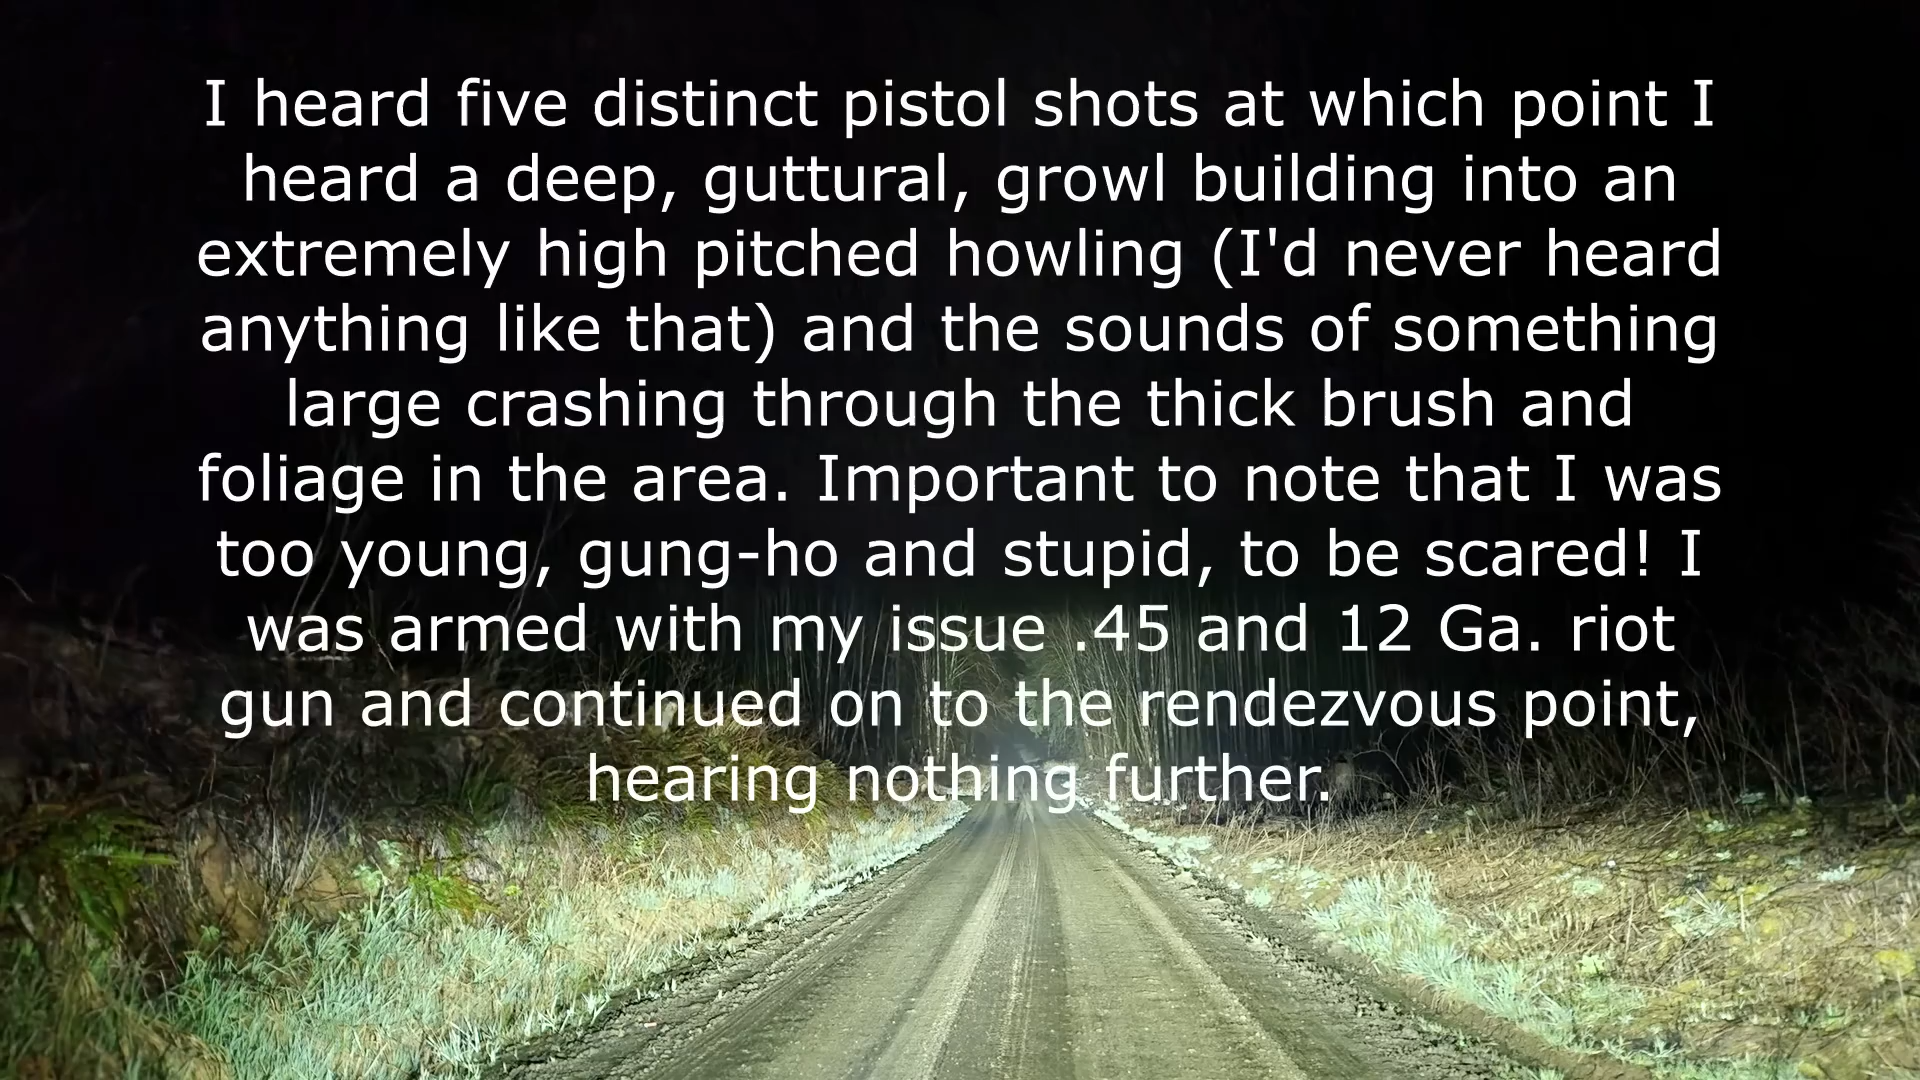 I heard five distinct pistol shots at which point I
heard a deep, guttural, growl building into an
extremely high pitched howling (I'd never heard
anything like that) and the sounds of something
large crashing through the thick brush and
foliage in the area. Important to note that I was
too young, gung-ho and stupid, to be scared! I
was armed with my issue .45 and 12 Ga. riot
gun and continued on to the rendezvous point,
hearing nothing further.